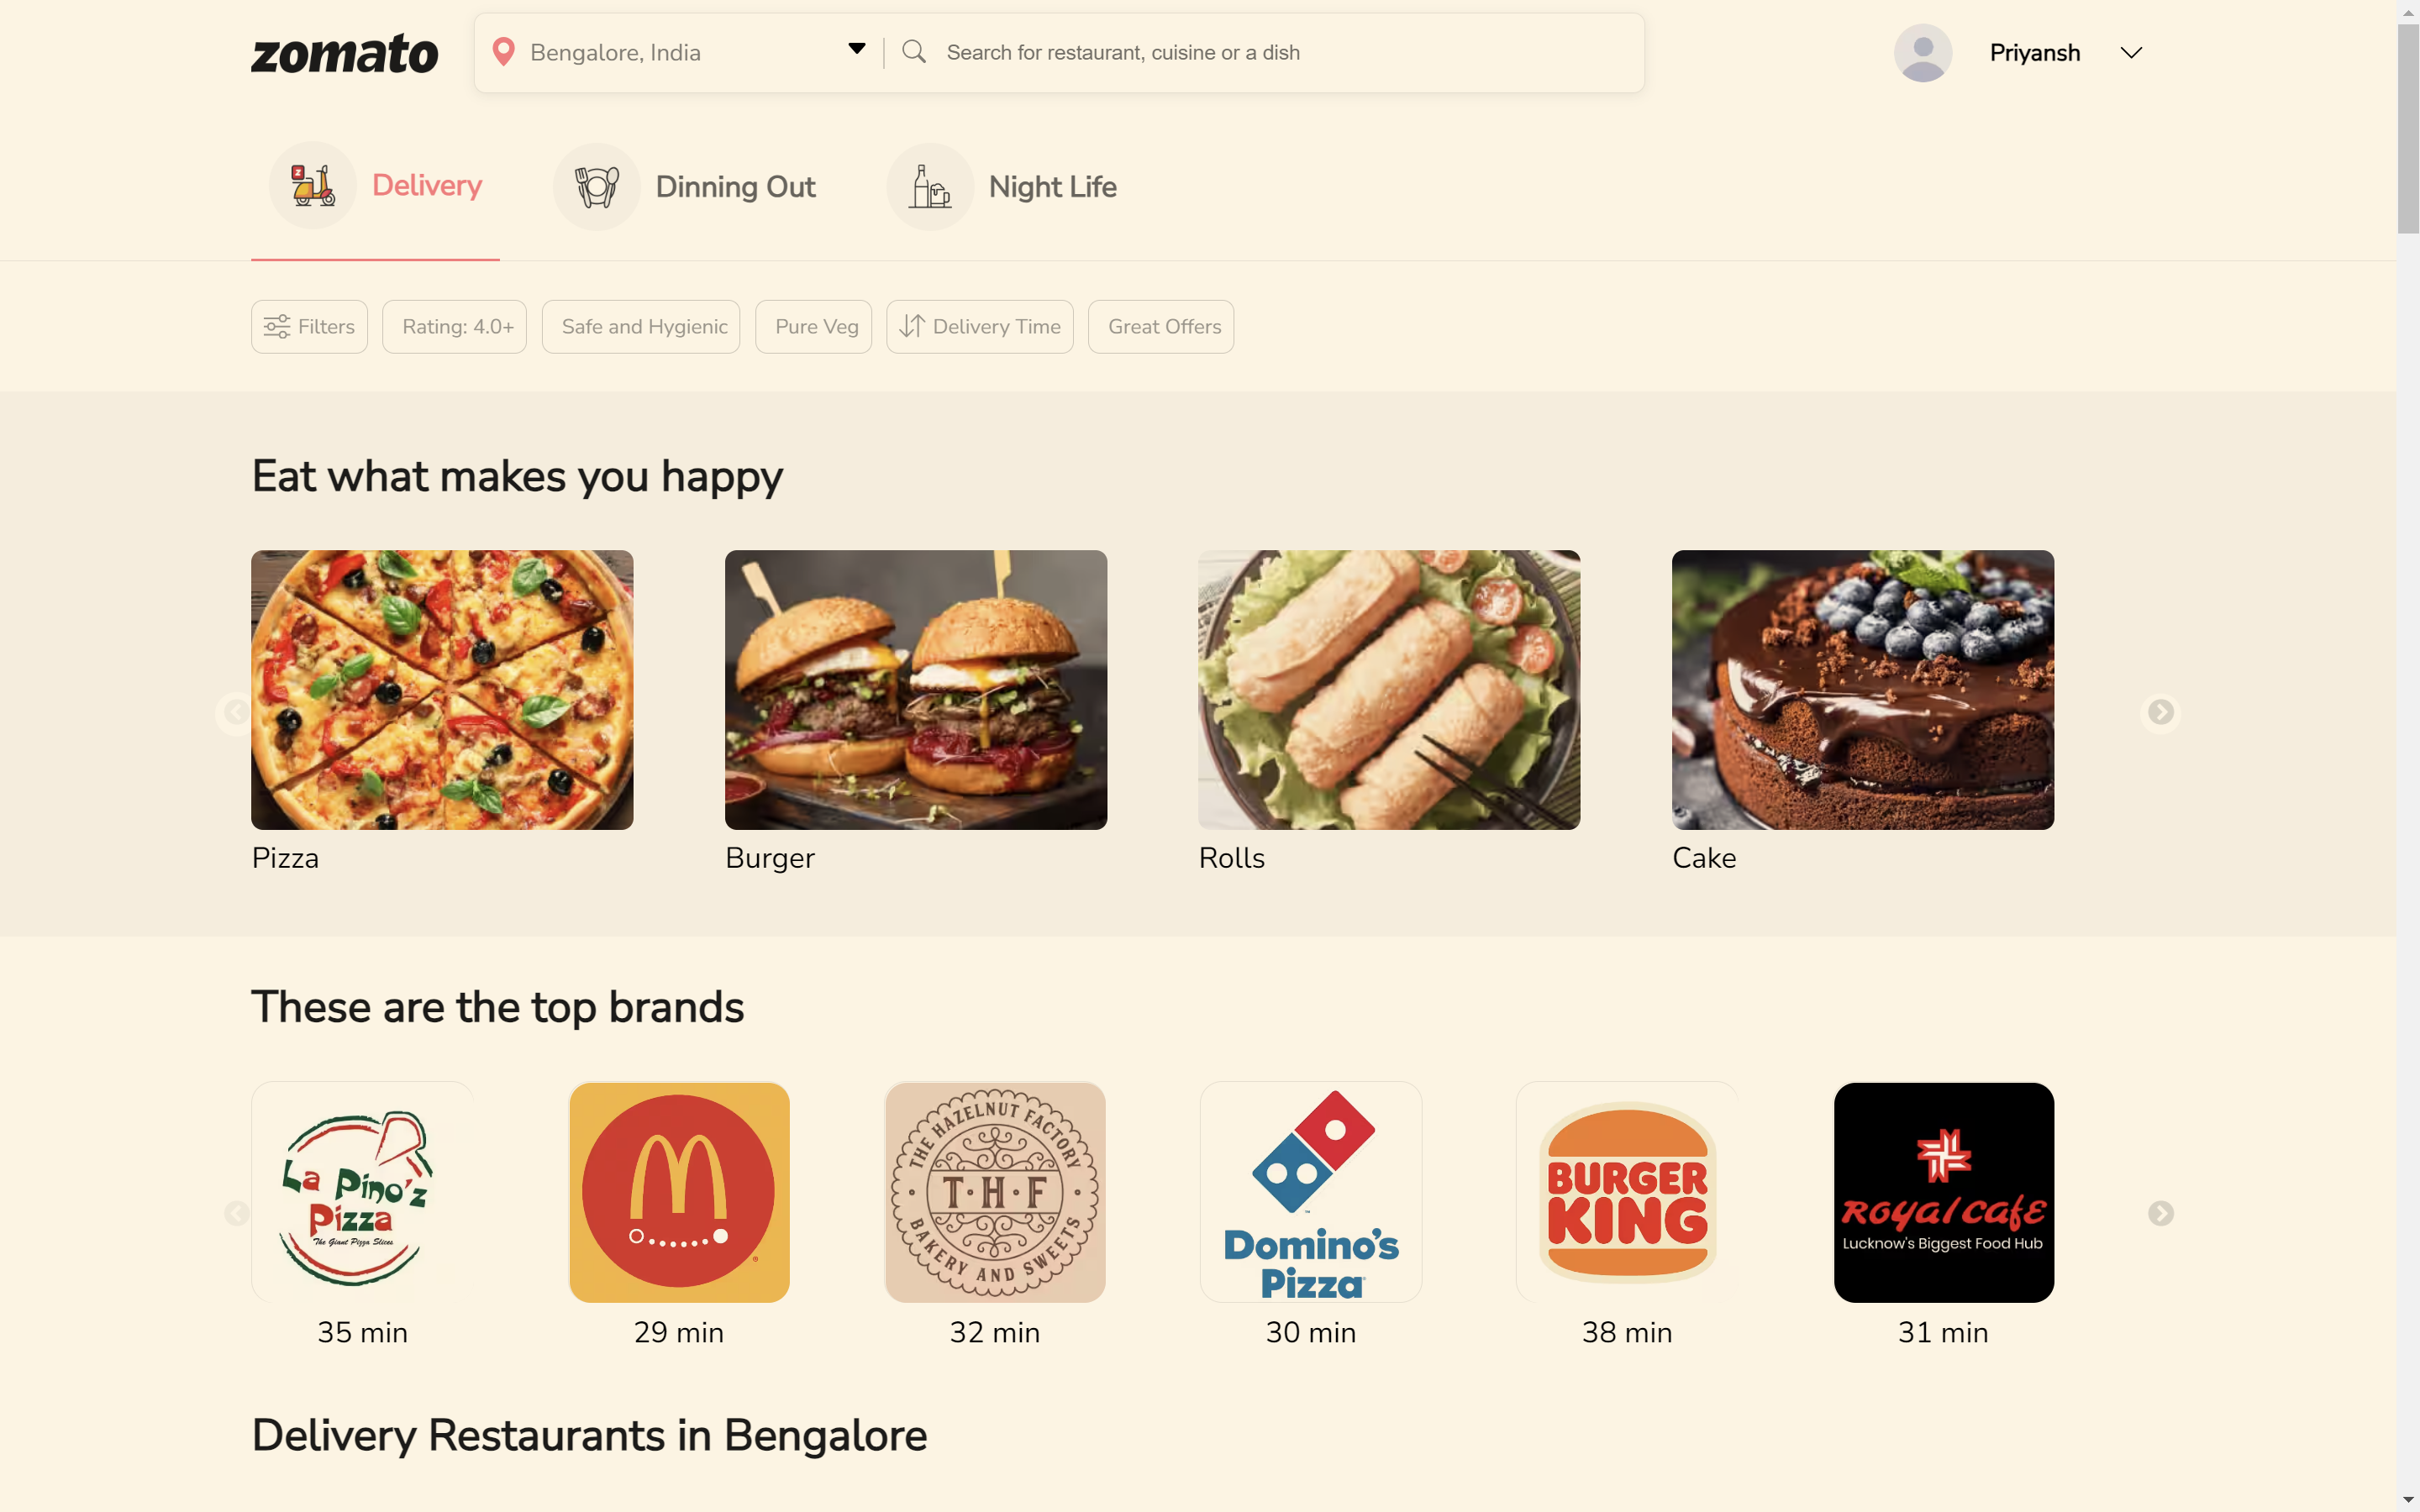 zomato
Bengalore, India
Search for restaurant, cuisine or a dish
Priyansh
Delivery
Dinning Out
Night Life
Filters
Rating: 4.0+
Safe and Hygienic
Pure Veg
Delivery Time
Great Offers
Eat what makes you happy
Pizza
Burger
Rolls
Cake
These are the top brands
La Pino'z
Pizza
The Giant Pizza Slices
THE HAZELNUT FACTORY
T·H·F
BAKERY AND SWEETS
Domino's
Pizza
BURGER
KING
Royal Cafe
Lucknow's Biggest Food Hub
35 min
29 min
32 min
30 min
38 min
31 min
Delivery Restaurants in Bengalore